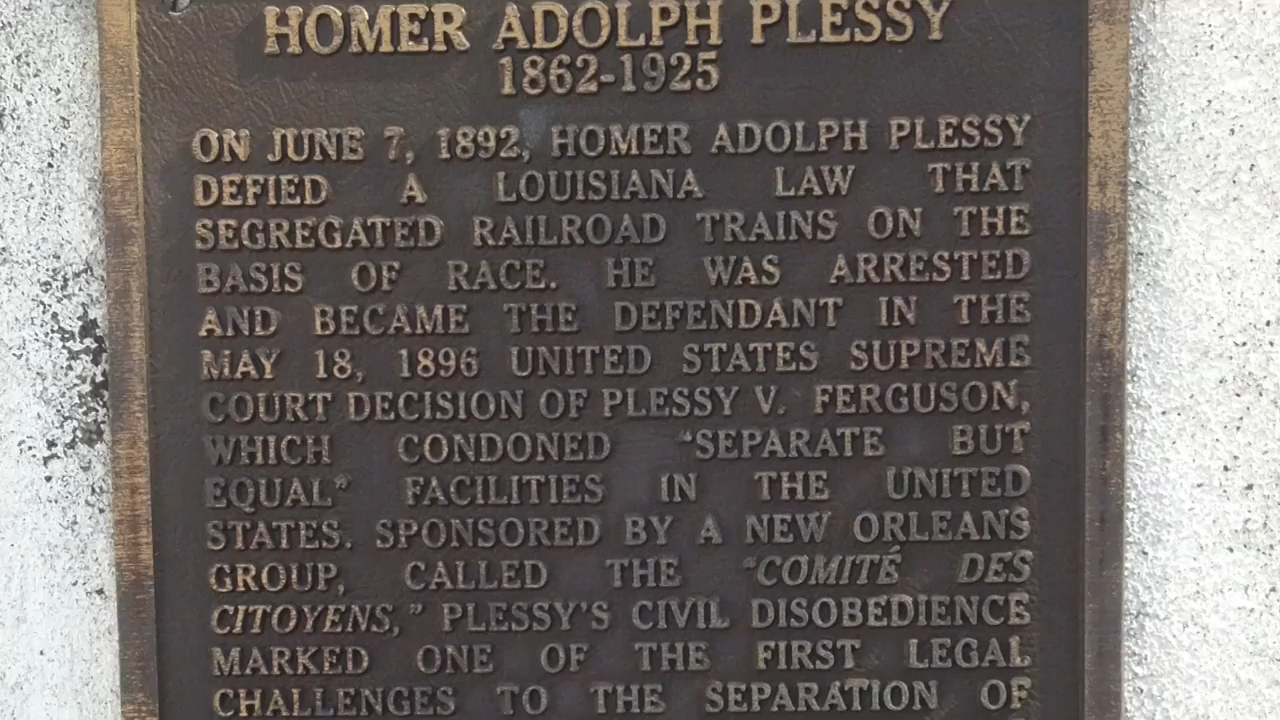 HOMER ADOLPH PLESSY
1862-1925
ON JUNE 7, 1892, HOMER ADOLPH PLESSY
DEFIED A LOUISIANA LAW THAT
SEGREGATED RAILROAD TRAINS ON THE
BASIS OF RACE. HE WAS ARRESTED
AND BECAME THE DEFENDANT IN THE
MAY 18, 1896 UNITED STATES SUPREME
COURT DECISION OF PLESSY V. FERGUSON,
WHICH CONDONED "SEPARATE BUT
EQUAL" FACILITIES IN THE UNITED
STATES. SPONSORED BY A NEW ORLEANS
GROUP, CALLED THE "COMITÉ DES
CITOYENS," PLESSY'S CIVIL DISOBEDIENCE
MARKED ONE OF THE FIRST LEGAL
CHALLENGES TO THE SEPARATION OF